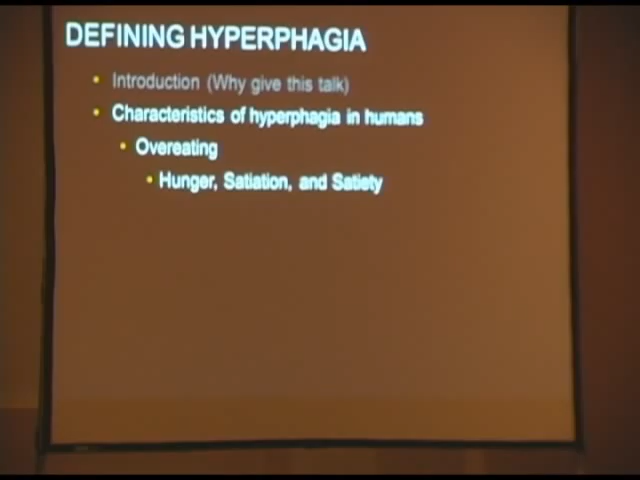 DEFINING HYPERPHAGIA
• Introduction (Why give this talk)
• Characteristics of hyperphagia in humans
• Overeating
• Hunger, Satiation, and Satiety